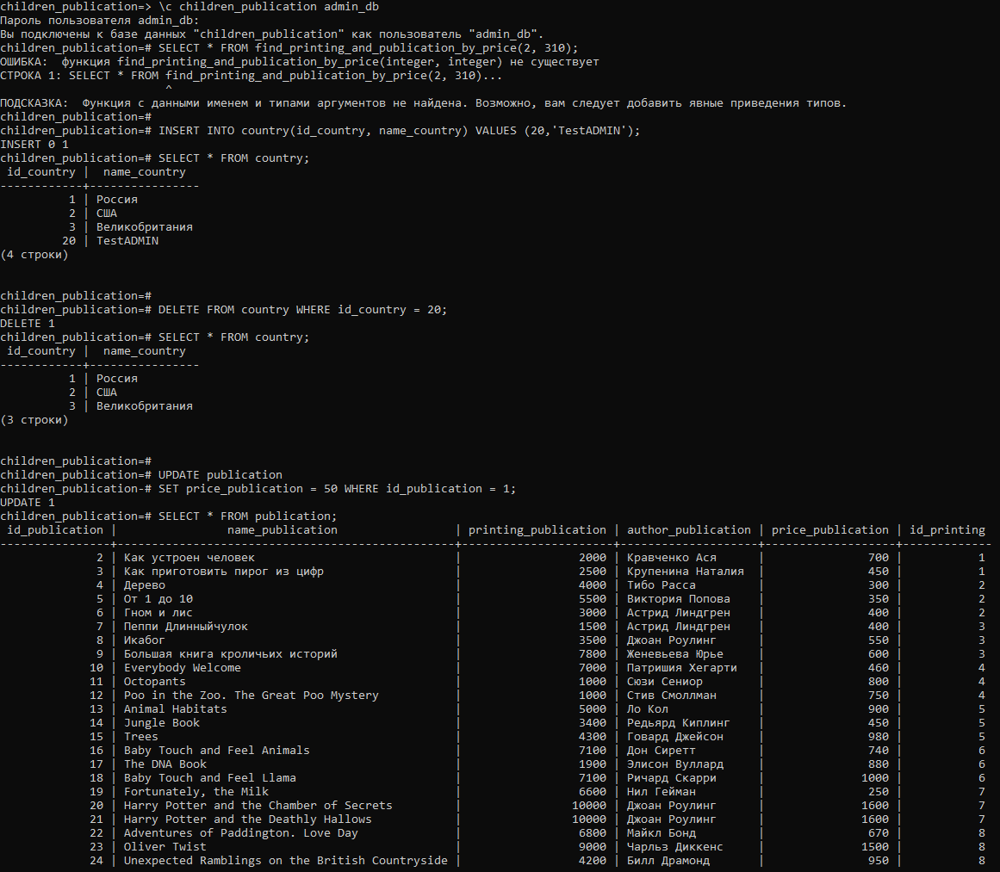 children_publication=> \c children_publication admin_db
Пароль пользователя admin_db:
Вы подключены к базе данных "children_publication" как пользователь "admin_db".
children_publication=# SELECT * FROM find_printing_and_publication_by_price(2, 310);
ОШИБКА:  функция find_printing_and_publication_by_price(integer, integer) не существует
СТРОКА 1: SELECT * FROM find_printing_and_publication_by_price(2, 310)...
                        ^
ПОДСКАЗКА:  Функция с данными именем и типами аргументов не найдена. Возможно, вам следует добавить явные приведения типов.
children_publication=#
children_publication=# INSERT INTO country(id_country, name_country) VALUES (20,'TestADMIN');
INSERT 0 1
children_publication=# SELECT * FROM country;
 id_country |  name_country
------------+----------------
          1 | Россия
          2 | США
          3 | Великобритания
         20 | TestADMIN
(4 строки)
children_publication=#
children_publication=# DELETE FROM country WHERE id_country = 20;
DELETE 1
children_publication=# SELECT * FROM country;
 id_country |  name_country
------------+----------------
          1 | Россия
          2 | США
          3 | Великобритания
(3 строки)
children_publication=#
children_publication=# UPDATE publication
children_publication-# SET price_publication = 50 WHERE id_publication = 1;
UPDATE 1
children_publication=# SELECT * FROM publication;
 id_publication |                name_publication                 | printing_publication | author_publication | price_publication | id_printing
----------------+-------------------------------------------------+----------------------+--------------------+-------------------+-------------
              2 | Как устроен человек                             |                 2000 | Кравченко Ася      |               700 |           1
              3 | Как приготовить пирог из цифр                   |                 2500 | Крупенина Наталия  |               450 |           1
              4 | Дерево                                          |                 4000 | Тибо Расса         |               300 |           2
              5 | От 1 до 10                                      |                 5500 | Виктория Попова    |               350 |           2
              6 | Гном и лис                                      |                 3000 | Астрид Линдгрен    |               400 |           2
              7 | Пеппи Длинныйчулок                              |                 1500 | Астрид Линдгрен    |               400 |           3
              8 | Икабог                                          |                 3500 | Джоан Роулинг      |               550 |           3
              9 | Большая книга кроличьих историй                 |                 7800 | Женевьева Юрье     |               600 |           3
             10 | Everybody Welcome                               |                 7000 | Патришия Хегарти   |               460 |           4
             11 | Octopants                                       |                 1000 | Сюзи Сениор        |               800 |           4
             12 | Poo in the Zoo. The Great Poo Mystery           |                 1000 | Стив Смоллман      |               750 |           4
             13 | Animal Habitats                                 |                 5000 | Ло Кол             |               900 |           5
             14 | Jungle Book                                     |                 3400 | Редьярд Киплинг    |               450 |           5
             15 | Trees                                           |                 4300 | Говард Джейсон     |               980 |           5
             16 | Baby Touch and Feel Animals                     |                 7100 | Дон Сиретт         |               740 |           6
             17 | The DNA Book                                    |                 1900 | Элисон Вуллард     |               880 |           6
             18 | Baby Touch and Feel Llama                       |                 7100 | Ричард Скарри      |              1000 |           6
             19 | Fortunately, the Milk                           |                 6600 | Нил Гейман         |               250 |           7
             20 | Harry Potter and the Chamber of Secrets         |                10000 | Джоан Роулинг      |              1600 |           7
             21 | Harry Potter and the Deathly Hallows            |                10000 | Джоан Роулинг      |              1600 |           7
             22 | Adventures of Paddington. Love Day              |                 6800 | Майкл Бонд         |               670 |           8
             23 | Oliver Twist                                    |                 9000 | Чарльз Диккенс     |              1500 |           8
             24 | Unexpected Ramblings on the British Countryside |                 4200 | Билл Драмонд       |               950 |           8